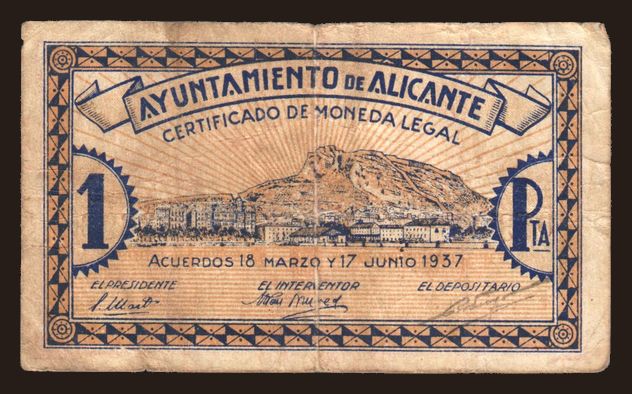 AYUNTAMIENTO DE ALICANTE
CERTIFICADO DE MONEDA LEGAL
1 PTA
ACUERDOS 18 MARZO Y 17 JUNIO 1937
EL PRESIDENTE EL INTERVENTOR EL DEPOSITARIO